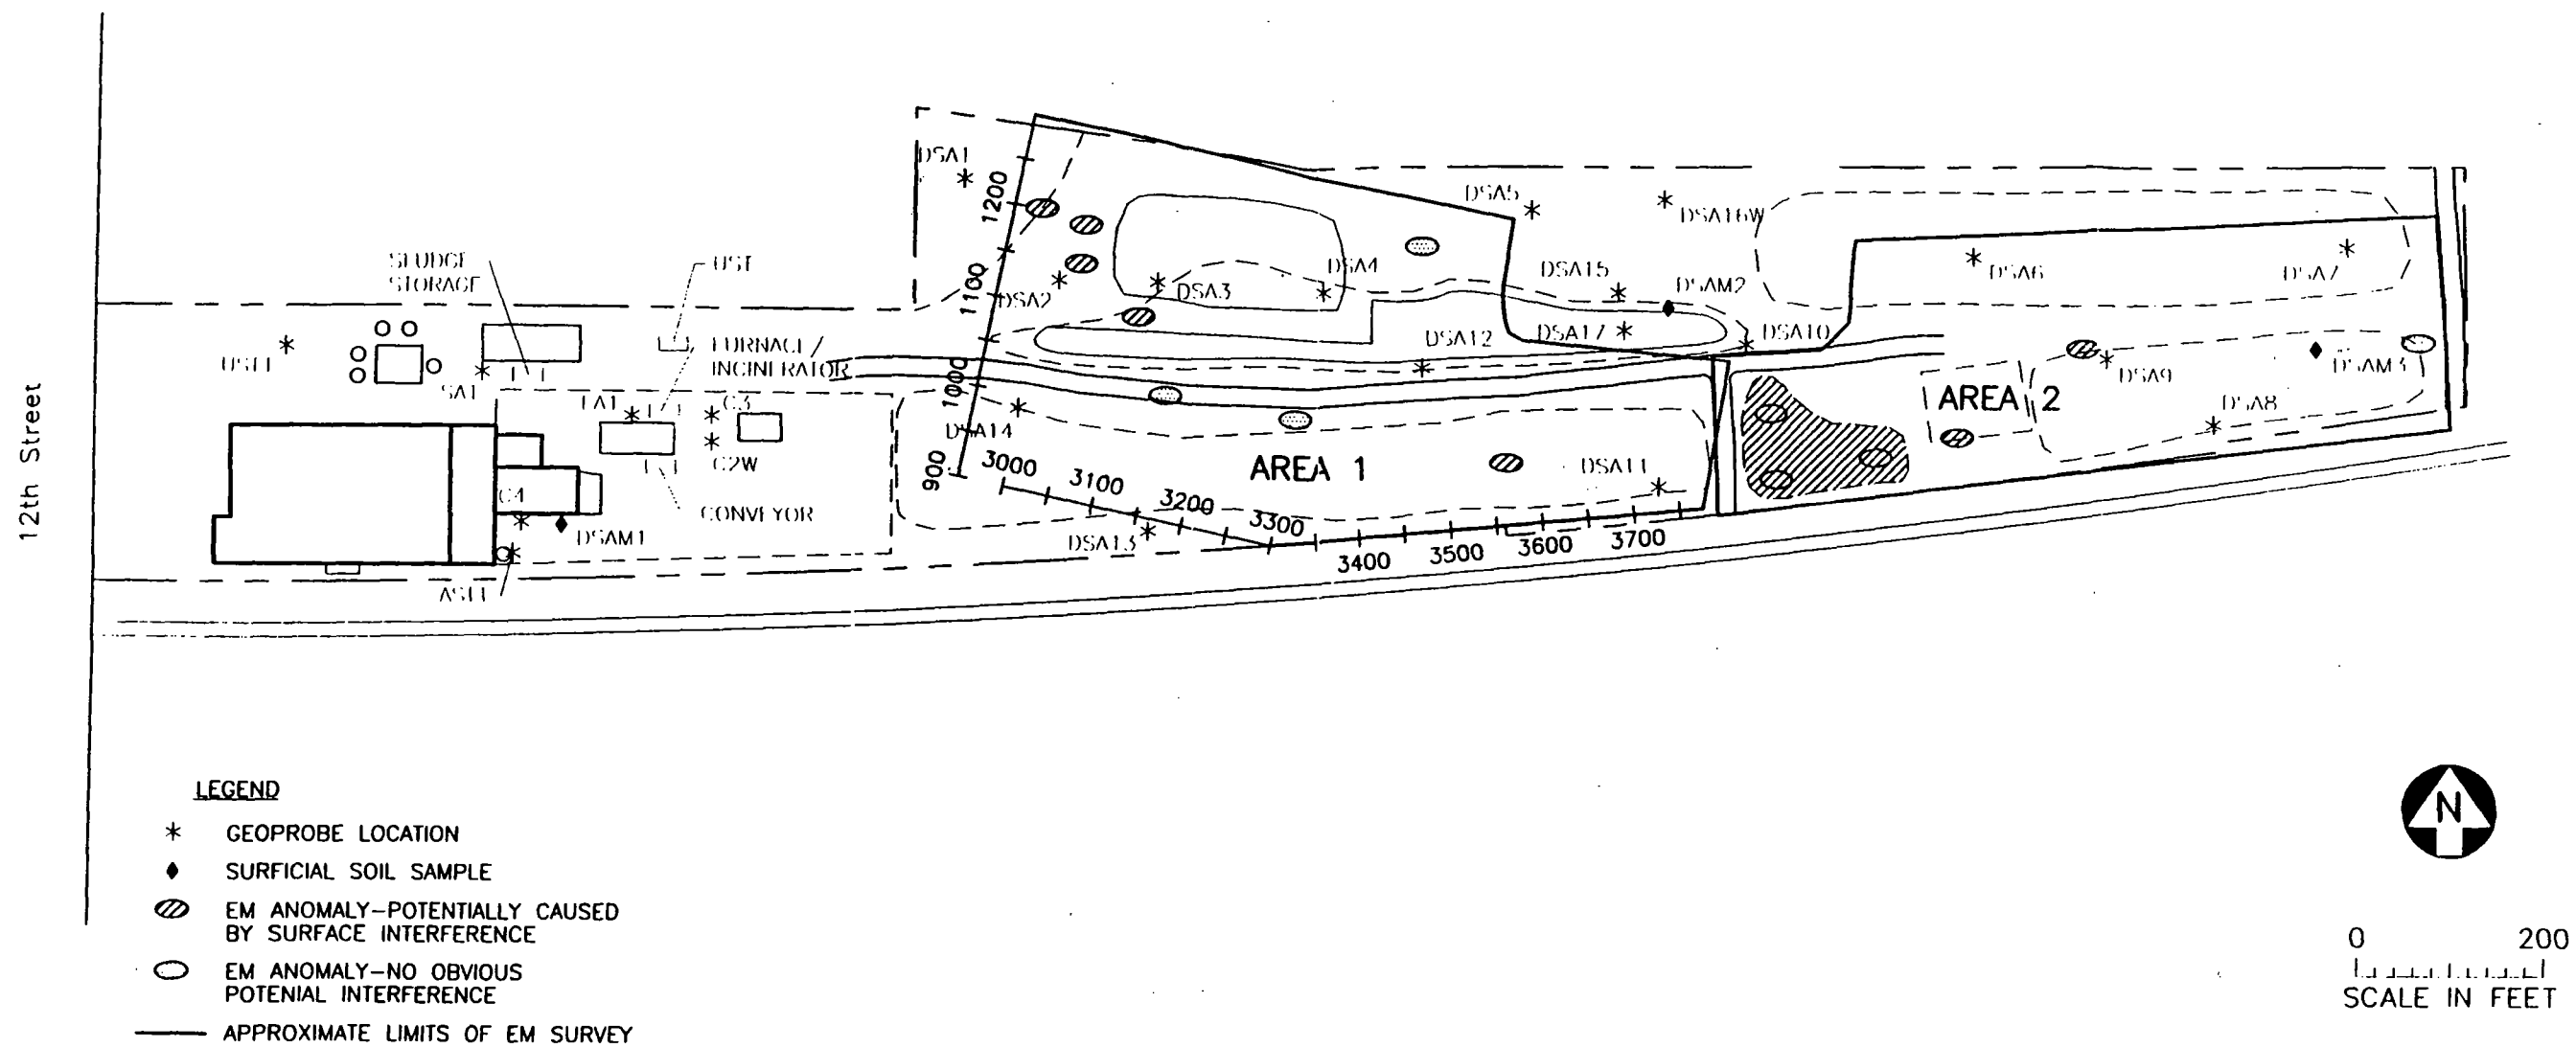 12th Street
DSA1
1200
1100
1000
900
DSA5
DSA16W
SLUDGE
STORAGE
UST
DSA2
DSA3
DSA4
DSA15
DSAM2
DSA6
DSA7
FURNACE/
INCINERATOR
DSA12
DSA17
DSA10
SA1
C3
C2W
DSA9
DSAM3
DSA8
AREA 2
DSA14
AREA 1
DSA11
C4
CONVEYOR
DSAM1
DSA13
3000
3100
3200
3300
3400
3500
3600
3700
LEGEND
GEOPROBE LOCATION
SURFICIAL SOIL SAMPLE
EM ANOMALY-POTENTIALLY CAUSED
BY SURFACE INTERFERENCE
EM ANOMALY-NO OBVIOUS
POTENIAL INTERFERENCE
APPROXIMATE LIMITS OF EM SURVEY
N
0 200
SCALE IN FEET